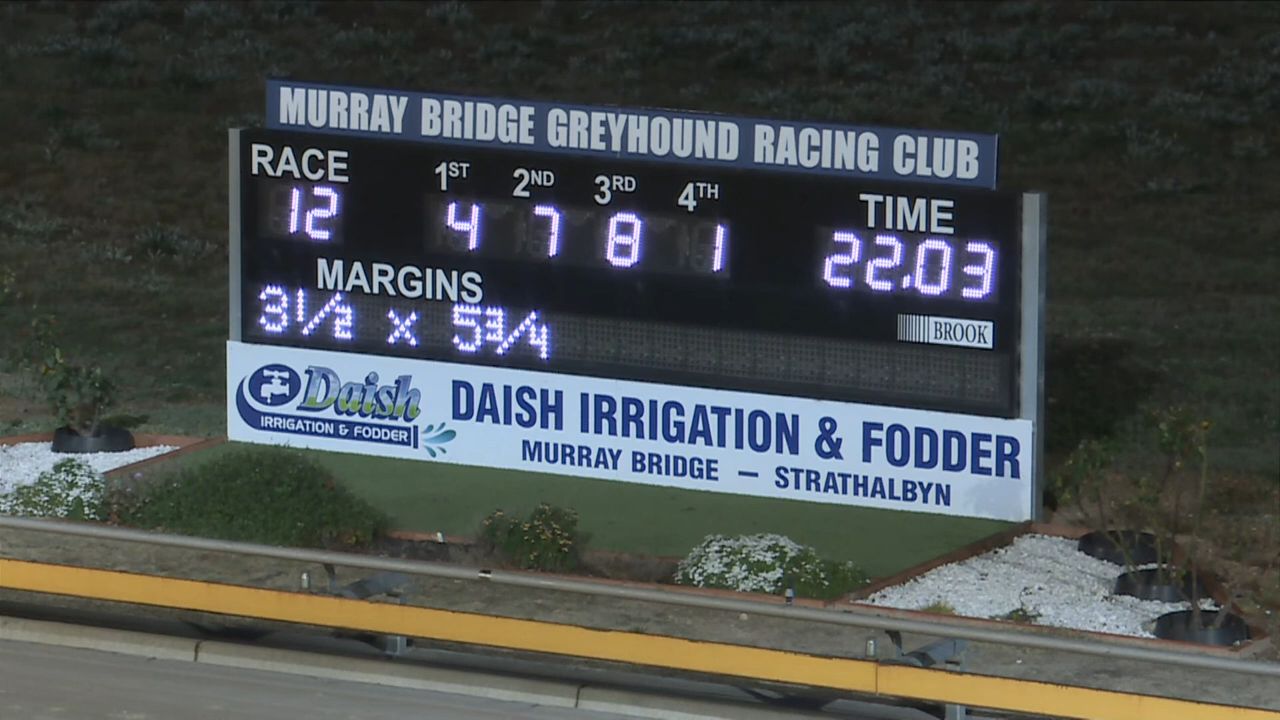 MURRAY BRIDGE GREYHOUND RACING CLUB
RACE 1ST 2ND 3RD 4TH TIME
12 4 7 8 1 22.03
MARGINS
3½ x 5¾
BROOK
Daish
IRRIGATION & FODDER
DAISH IRRIGATION & FODDER
MURRAY BRIDGE – STRATHALBYN